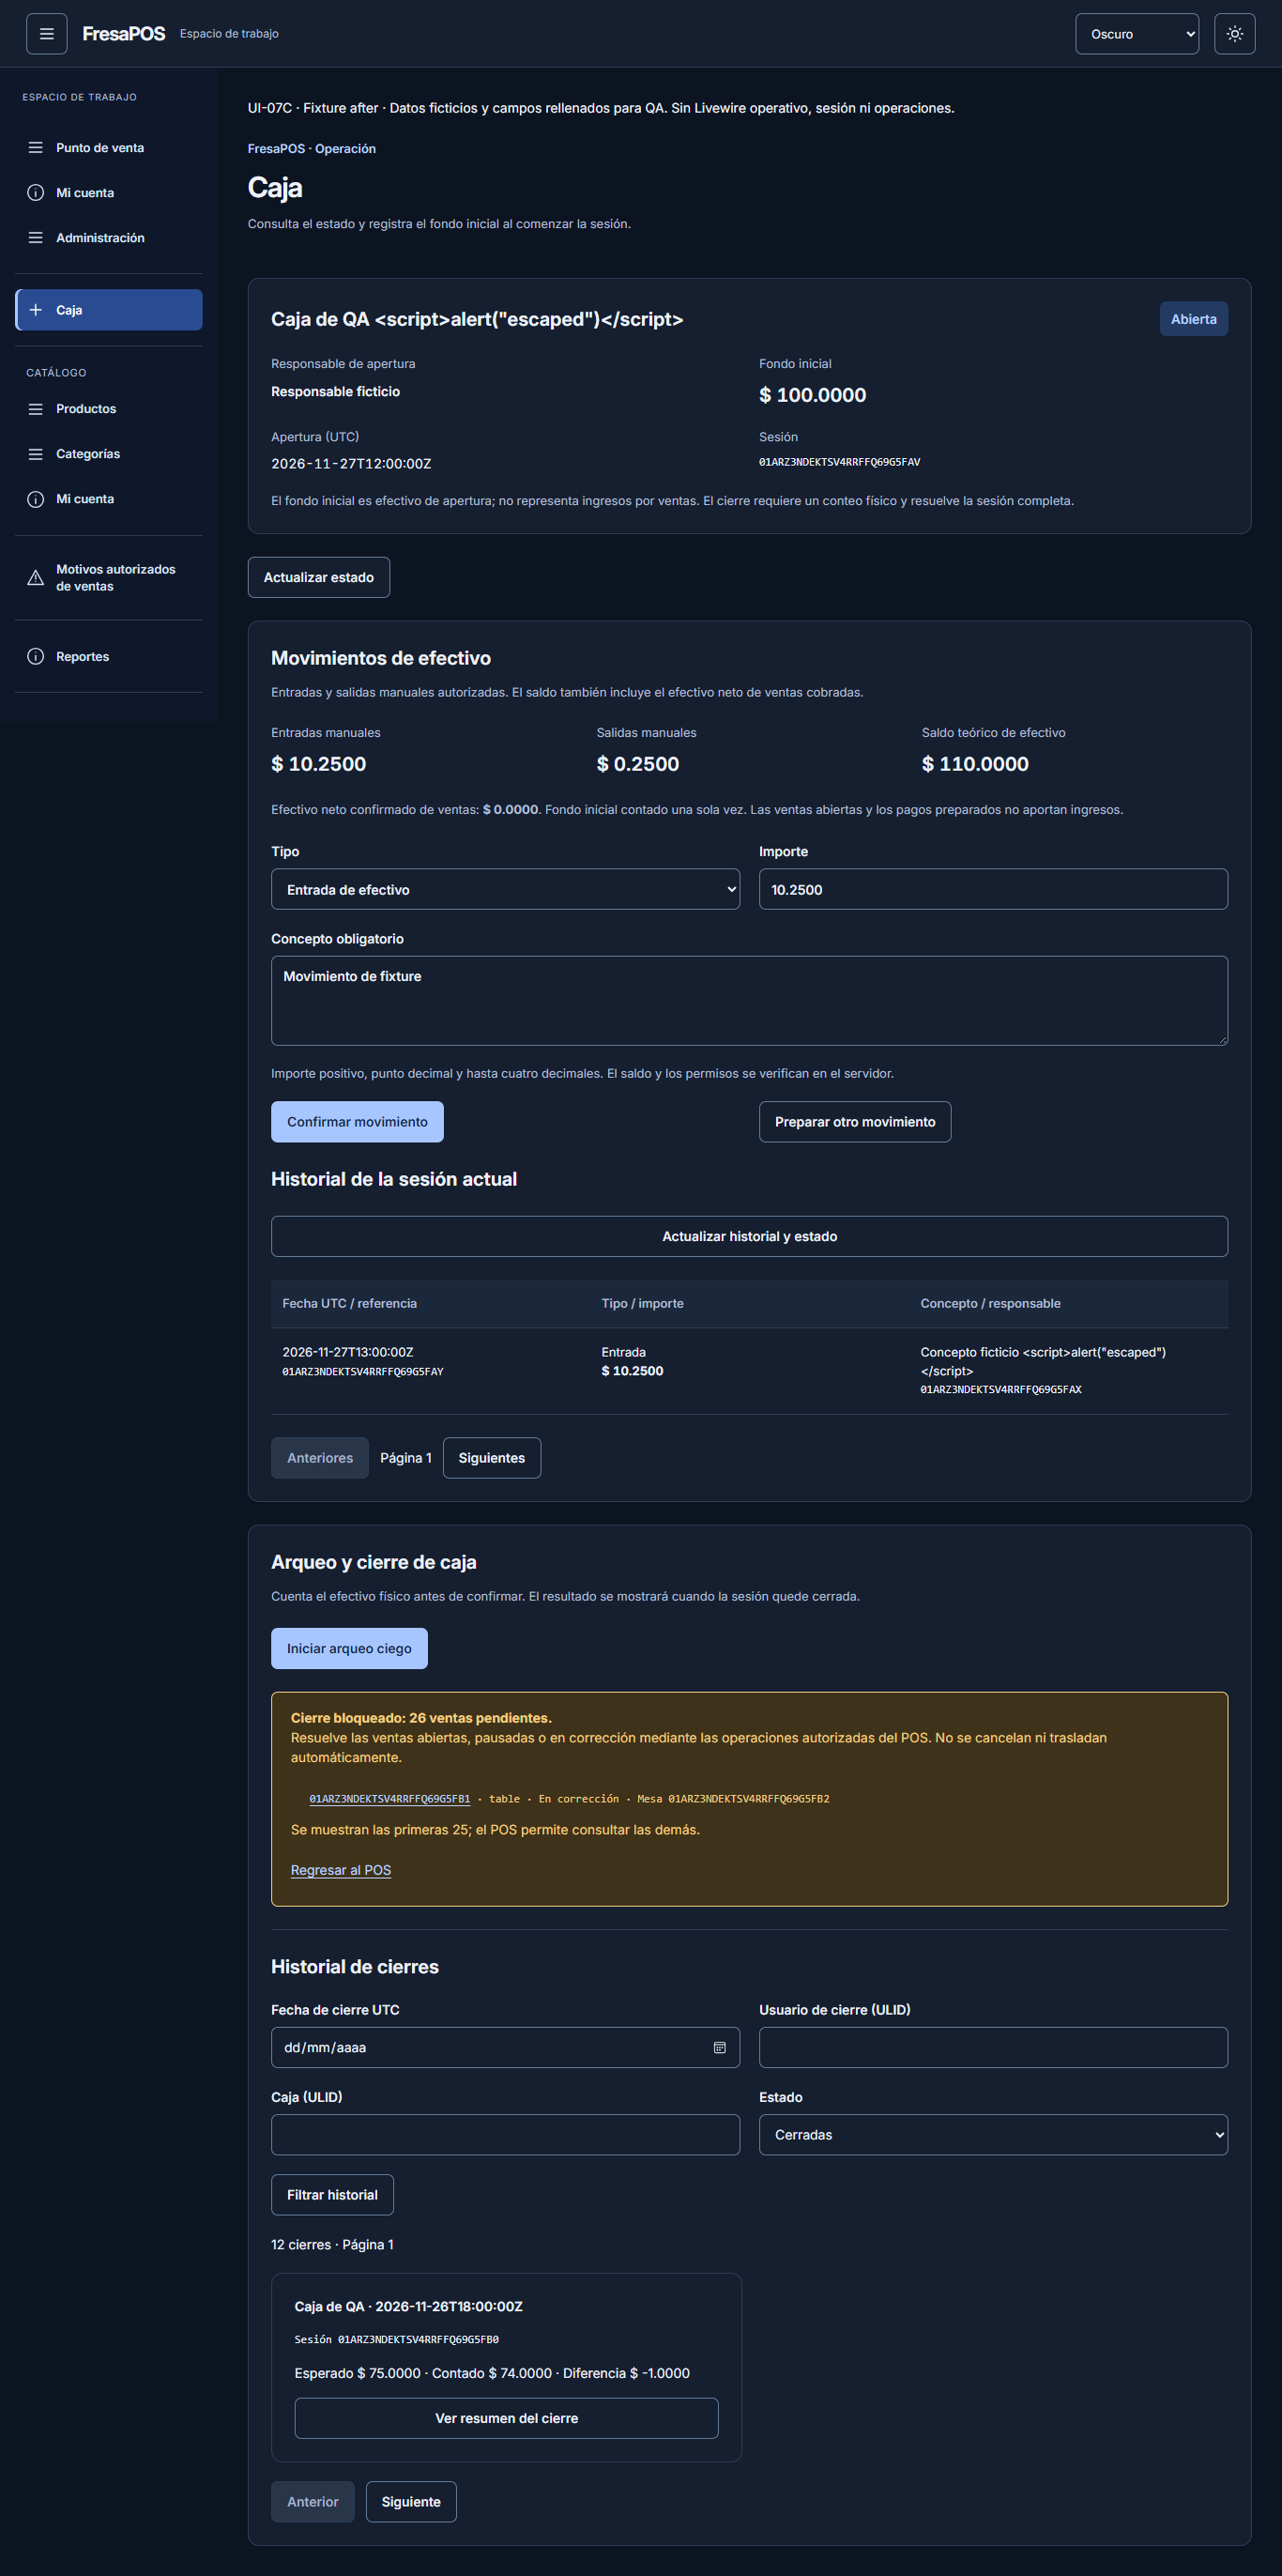 FresaPOS Espacio de trabajo Oscuro
ESPACIO DE TRABAJO
Punto de venta
Mi cuenta
Administración
Caja
CATÁLOGO
Productos
Categorías
Mi cuenta
Motivos autorizados
de ventas
Reportes
UI-07C · Fixture after · Datos ficticios y campos rellenados para QA. Sin Livewire operativo, sesión ni operaciones.
FresaPOS · Operación
Caja
Consulta el estado y registra el fondo inicial al comenzar la sesión.
Caja de QA <script>alert("escaped")</script> Abierta
Responsable de apertura Fondo inicial
Responsable ficticio $ 100.0000
Apertura (UTC) Sesión
2026-11-27T12:00:00Z 01ARZ3NDEKTSV4RRFFQ69G5FAV
El fondo inicial es efectivo de apertura; no representa ingresos por ventas. El cierre requiere un conteo físico y resuelve la sesión completa.
Actualizar estado
Movimientos de efectivo
Entradas y salidas manuales autorizadas. El saldo también incluye el efectivo neto de ventas cobradas.
Entradas manuales Salidas manuales Saldo teórico de efectivo
$ 10.2500 $ 0.2500 $ 110.0000
Efectivo neto confirmado de ventas: $ 0.0000. Fondo inicial contado una sola vez. Las ventas abiertas y los pagos preparados no aportan ingresos.
Tipo Importe
Entrada de efectivo 10.2500
Concepto obligatorio
Movimiento de fixture
Importe positivo, punto decimal y hasta cuatro decimales. El saldo y los permisos se verifican en el servidor.
Confirmar movimiento Preparar otro movimiento
Historial de la sesión actual
Actualizar historial y estado
Fecha UTC / referencia Tipo / importe Concepto / responsable
2026-11-27T13:00:00Z Entrada Concepto ficticio <script>alert("escaped")
01ARZ3NDEKTSV4RRFFQ69G5FAY $ 10.2500 </script>
01ARZ3NDEKTSV4RRFFQ69G5FAX
Anteriores Página 1 Siguientes
Arqueo y cierre de caja
Cuenta el efectivo físico antes de confirmar. El resultado se mostrará cuando la sesión quede cerrada.
Iniciar arqueo ciego
Cierre bloqueado: 26 ventas pendientes.
Resuelve las ventas abiertas, pausadas o en corrección mediante las operaciones autorizadas del POS. No se cancelan ni trasladan
automáticamente.
01ARZ3NDEKTSV4RRFFQ69G5FB1 · table · En corrección · Mesa 01ARZ3NDEKTSV4RRFFQ69G5FB2
Se muestran las primeras 25; el POS permite consultar las demás.
Regresar al POS
Historial de cierres
Fecha de cierre UTC Usuario de cierre (ULID)
dd/mm/aaaa
Caja (ULID) Estado
Cerradas
Filtrar historial
12 cierres · Página 1
Caja de QA · 2026-11-26T18:00:00Z
Sesión 01ARZ3NDEKTSV4RRFFQ69G5FB0
Esperado $ 75.0000 · Contado $ 74.0000 · Diferencia $ -1.0000
Ver resumen del cierre
Anterior Siguiente